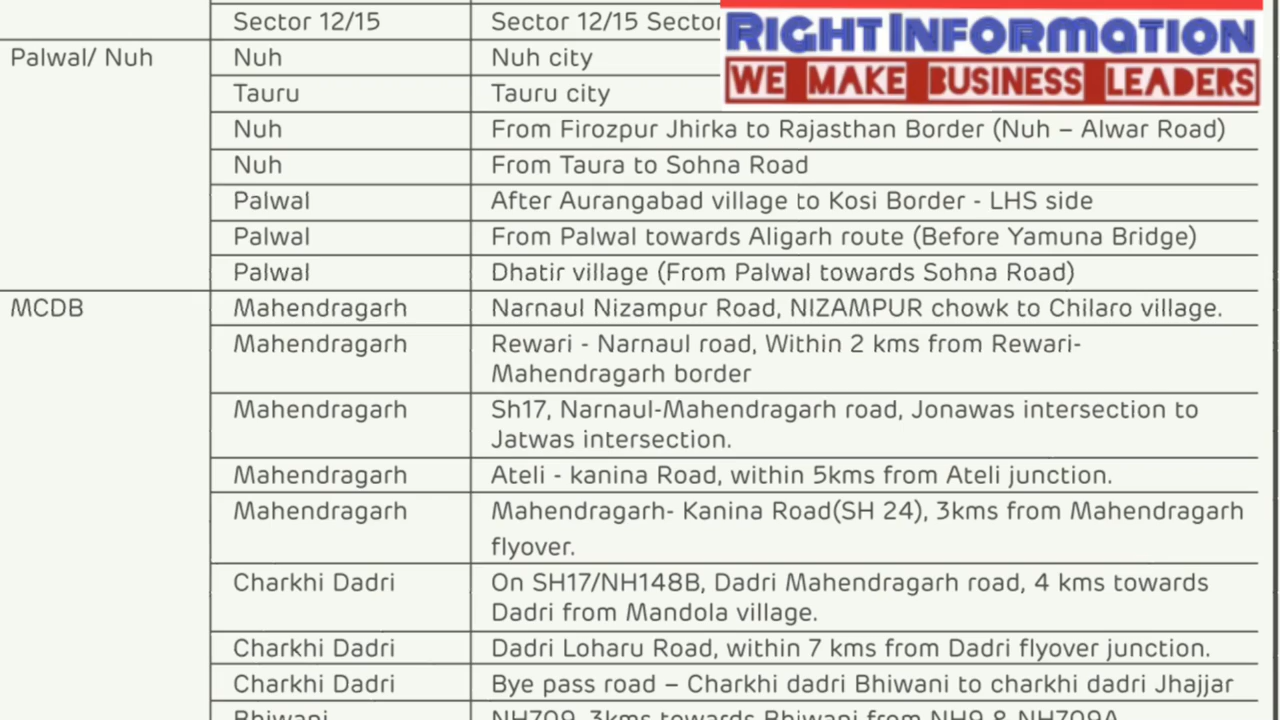 Sector 12/15 Sector 12/15 Sector
RIGHT INFORMATION
WE MAKE BUSINESS LEADERS
Palwal/ Nuh Nuh Nuh city
Tauru Tauru city
Nuh From Firozpur Jhirka to Rajasthan Border (Nuh – Alwar Road)
Nuh From Taura to Sohna Road
Palwal After Aurangabad village to Kosi Border - LHS side
Palwal From Palwal towards Aligarh route (Before Yamuna Bridge)
Palwal Dhatir village (From Palwal towards Sohna Road)
MCDB Mahendragarh Narnaul Nizampur Road, NIZAMPUR chowk to Chilaro village.
Mahendragarh Rewari - Narnaul road, Within 2 kms from Rewari-
Mahendragarh border
Mahendragarh Sh17, Narnaul-Mahendragarh road, Jonawas intersection to
Jatwas intersection.
Mahendragarh Ateli - kanina Road, within 5kms from Ateli junction.
Mahendragarh Mahendragarh- Kanina Road(SH 24), 3kms from Mahendragarh
flyover.
Charkhi Dadri On SH17/NH148B, Dadri Mahendragarh road, 4 kms towards
Dadri from Mandola village.
Charkhi Dadri Dadri Loharu Road, within 7 kms from Dadri flyover junction.
Charkhi Dadri Bye pass road – Charkhi dadri Bhiwani to charkhi dadri Jhajjar
Bhiwani NH709, 3kms towards Bhiwani from NH9 & NH709A